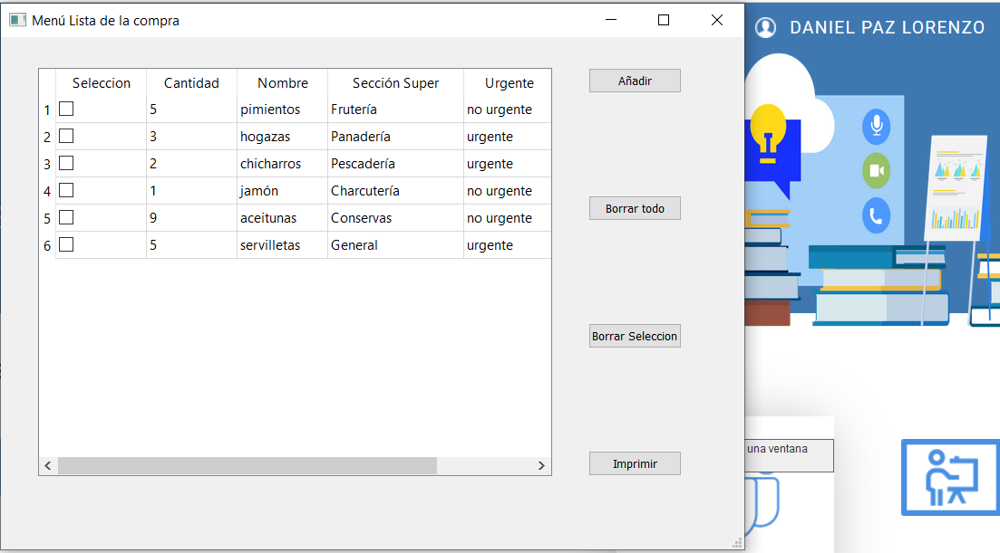 Menú Lista de la compra
DANIEL PAZ LORENZO
Seleccion Cantidad Nombre Sección Super Urgente
1 5 pimientos Frutería no urgente
2 3 hogazas Panadería urgente
3 2 chicharros Pescadería urgente
4 1 jamón Charcutería no urgente
5 9 aceitunas Conservas no urgente
6 5 servilletas General urgente
Añadir
Borrar todo
Borrar Seleccion
Imprimir
una ventana